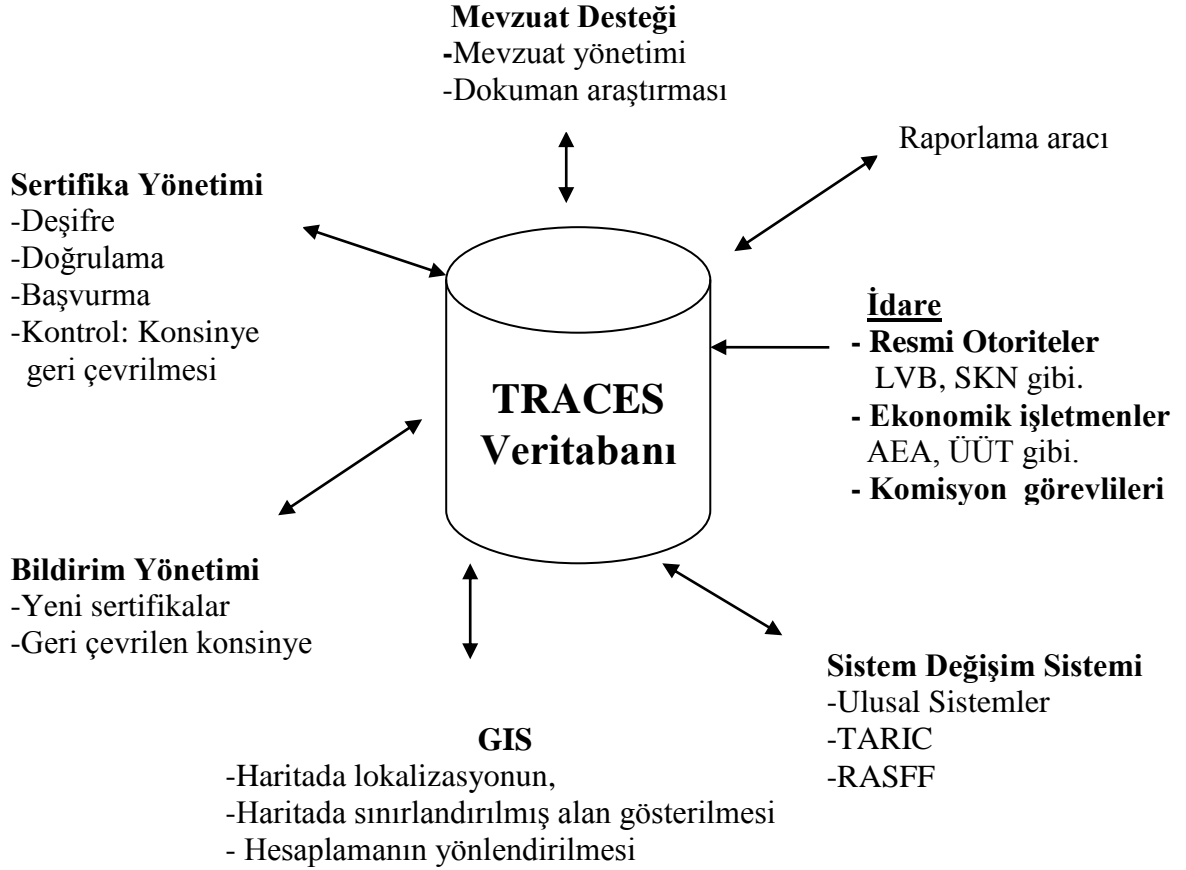 Mevzuat Desteği
-Mevzuat yönetimi
-Dokuman araştırması
Raporlama aracı
Sertifika Yönetimi
-Deşifre
-Doğrulama
-Başvurma
-Kontrol: Konsinye
geri çevrilmesi
TRACES
Veritabanı
İdare
- Resmi Otoriteler
LVB, SKN gibi.
- Ekonomik işletmenler
AEA, ÜÜT gibi.
- Komisyon görevlileri
Bildirim Yönetimi
-Yeni sertifikalar
-Geri çevrilen konsinye
Sistem Değişim Sistemi
-Ulusal Sistemler
-TARIC
-RASFF
GIS
-Haritada lokalizasyonun,
-Haritada sınırlandırılmış alan gösterilmesi
- Hesaplamanın yönlendirilmesi